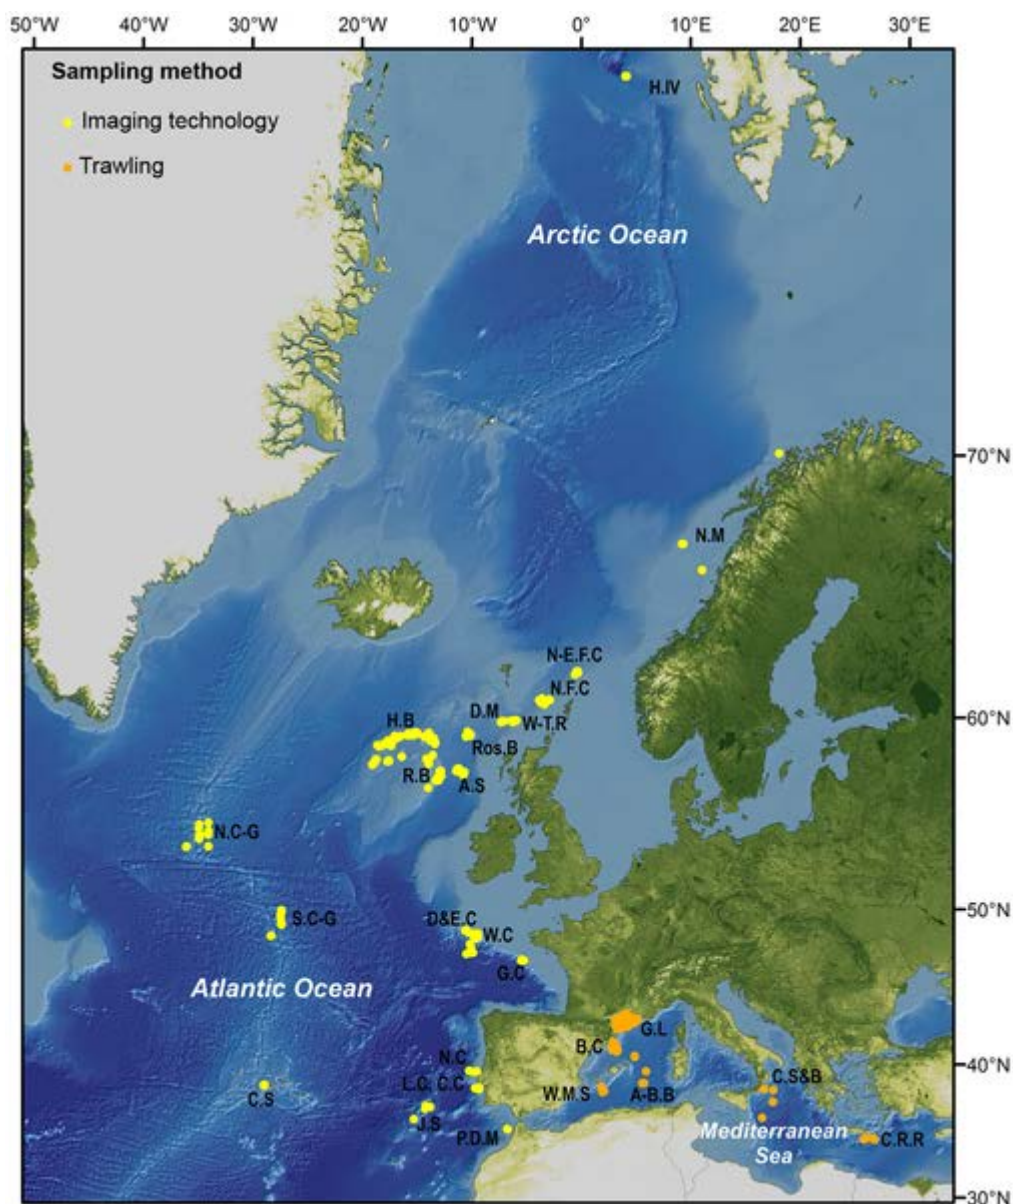 50°W 40°W 30°W 20°W 10°W 0° 10°E 20°E 30°E
Sampling method
Imaging technology
Trawling
H.IV
Arctic Ocean
70°N
N.M
N-E.F.C
N.F.C
D.M
W-T.R
60°N
H.B
Ros.B
R.B
A.S
N.C-G
S.C-G
D&E.C
50°N
W.C
G.C
Atlantic Ocean
G.L
B.C
N.C
40°N
L.C, C.C
C.S
W.M.S
A-B.B
C.S&B
J.S
P.D.M
Mediterranean
Sea
C.R.R
30°N